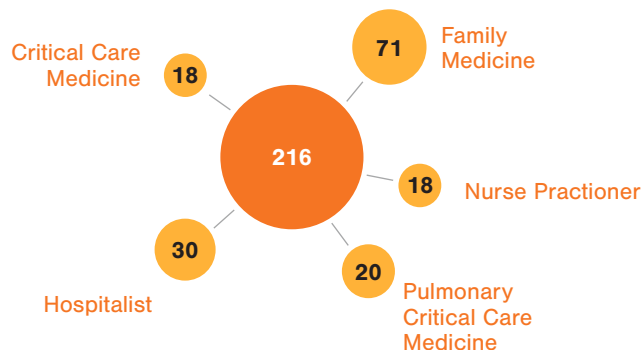 Critical Care
Medicine
18
71
Family
Medicine
216
18
Nurse Practioner
30
Hospitalist
20
Pulmonary
Critical Care
Medicine